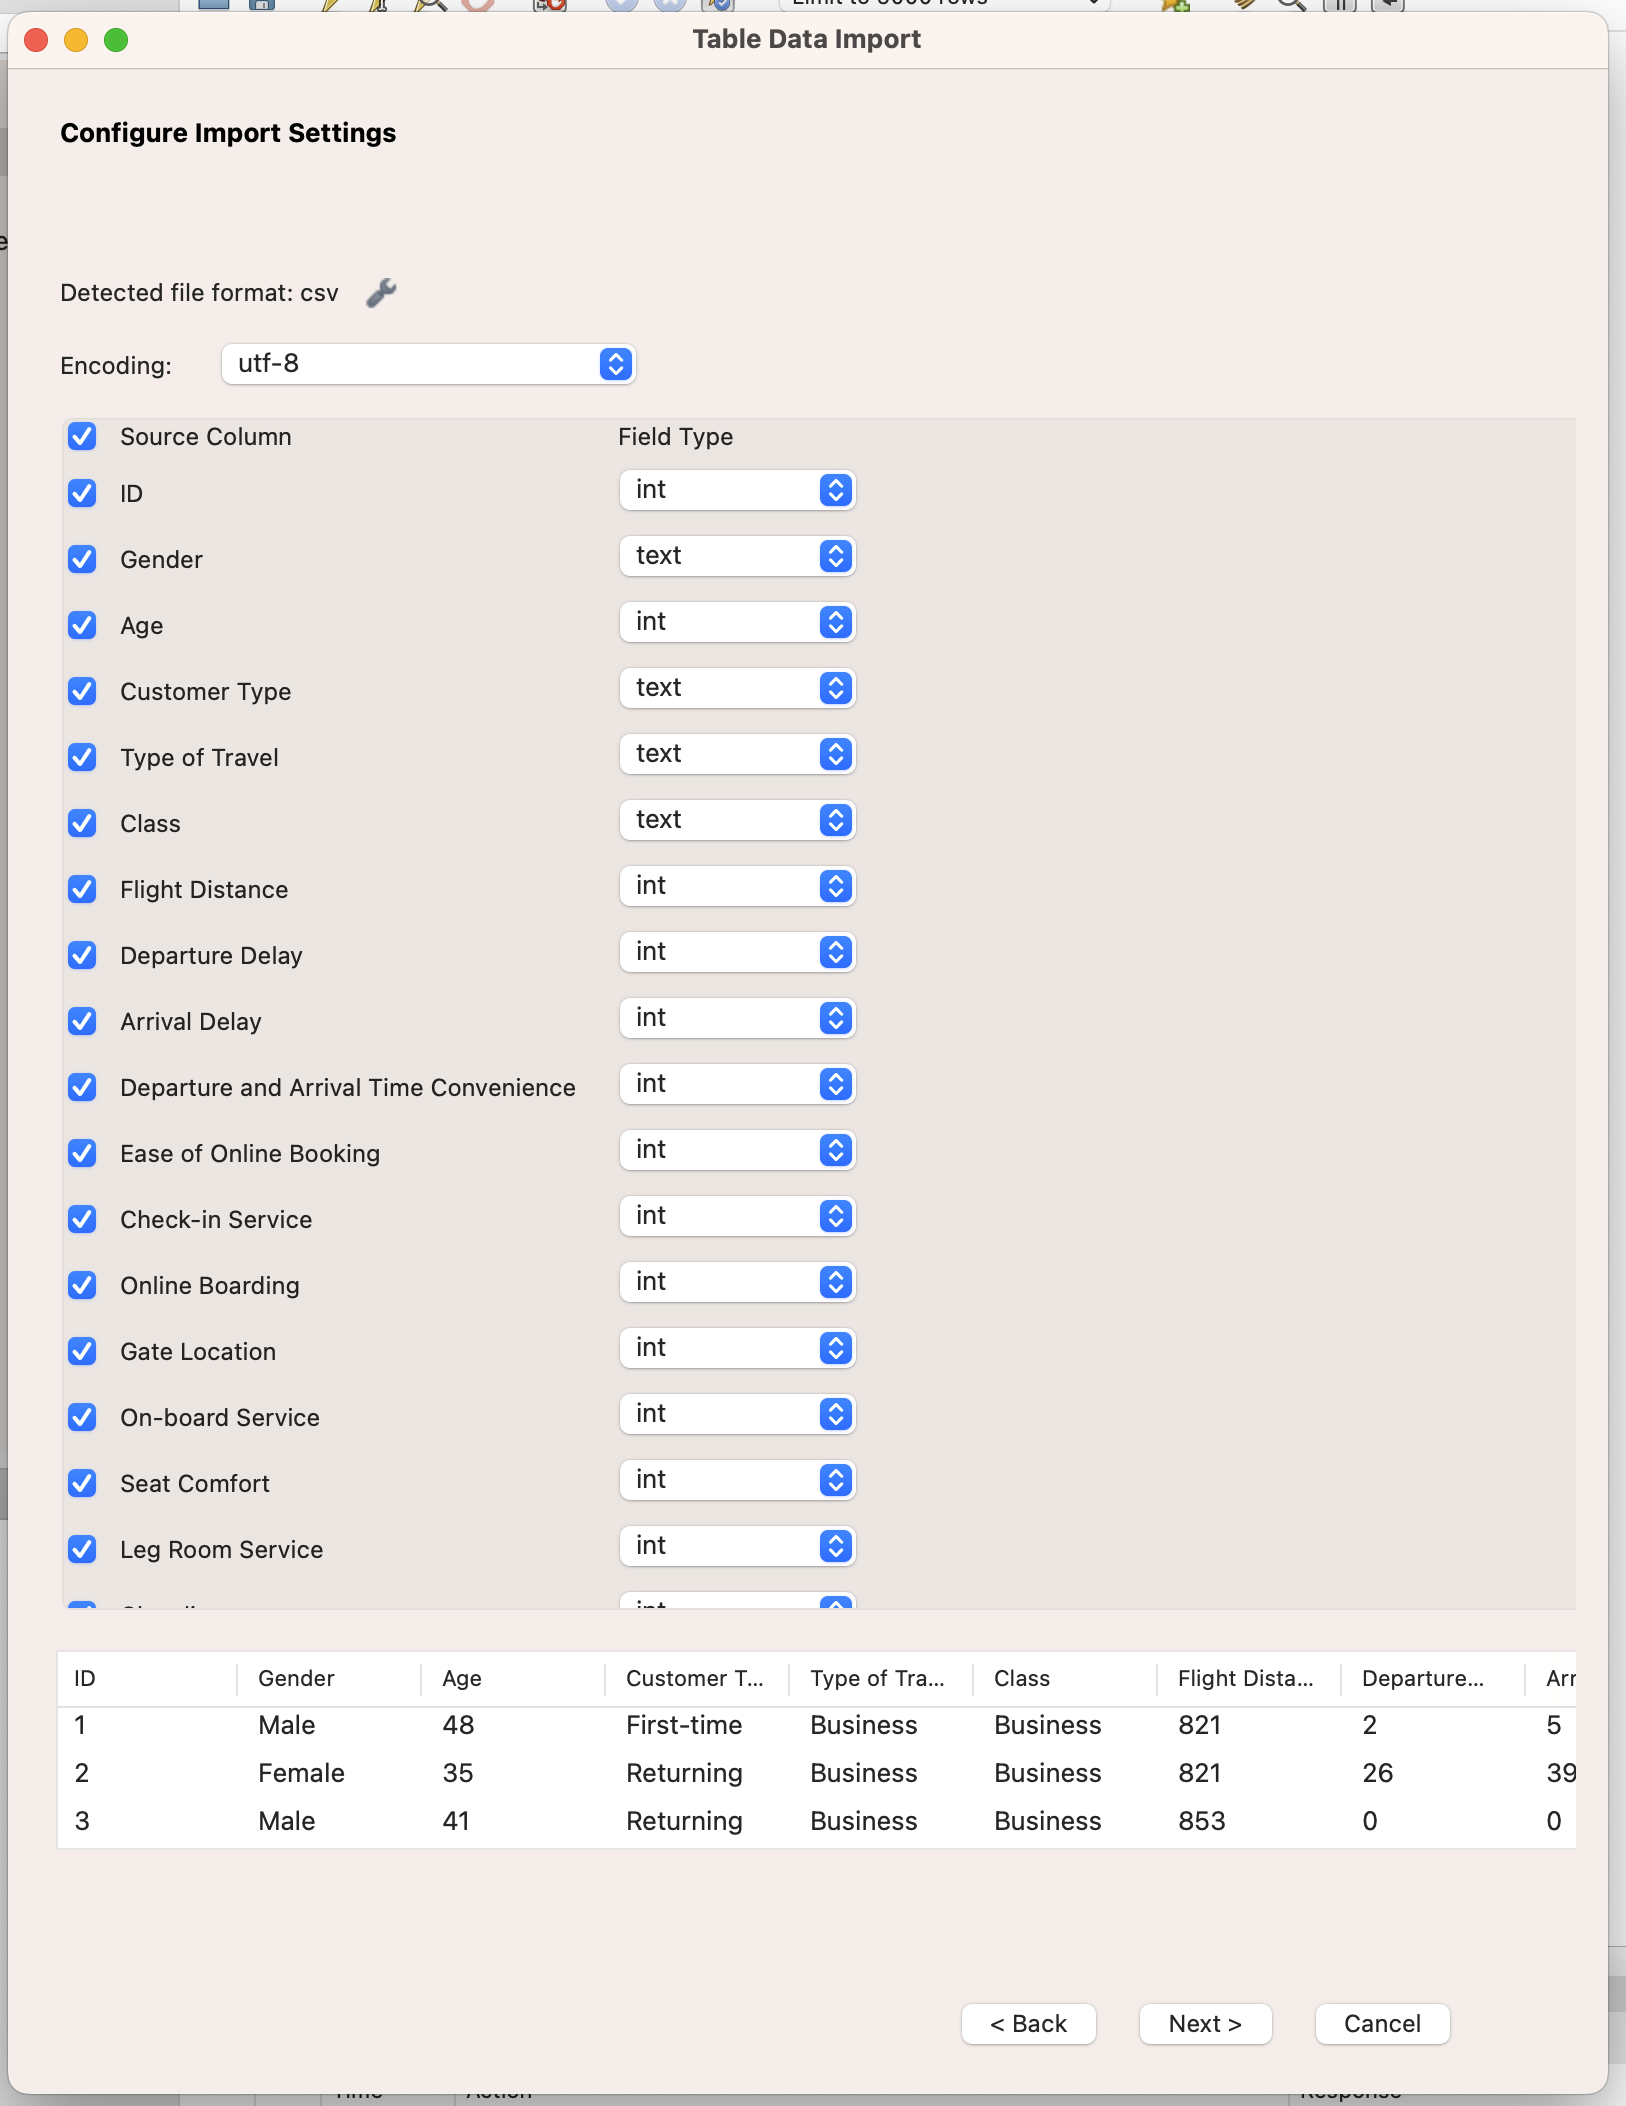 Table Data Import
Configure Import Settings
Detected file format: csv
Encoding: utf-8
Source Column Field Type
ID int
Gender text
Age int
Customer Type text
Type of Travel text
Class text
Flight Distance int
Departure Delay int
Arrival Delay int
Departure and Arrival Time Convenience int
Ease of Online Booking int
Check-in Service int
Online Boarding int
Gate Location int
On-board Service int
Seat Comfort int
Leg Room Service int
int
ID Gender Age Customer T... Type of Tra... Class Flight Dista... Departure... Arr
1 Male 48 First-time Business Business 821 2 5
2 Female 35 Returning Business Business 821 26 39
3 Male 41 Returning Business Business 853 0 0
< Back Next > Cancel